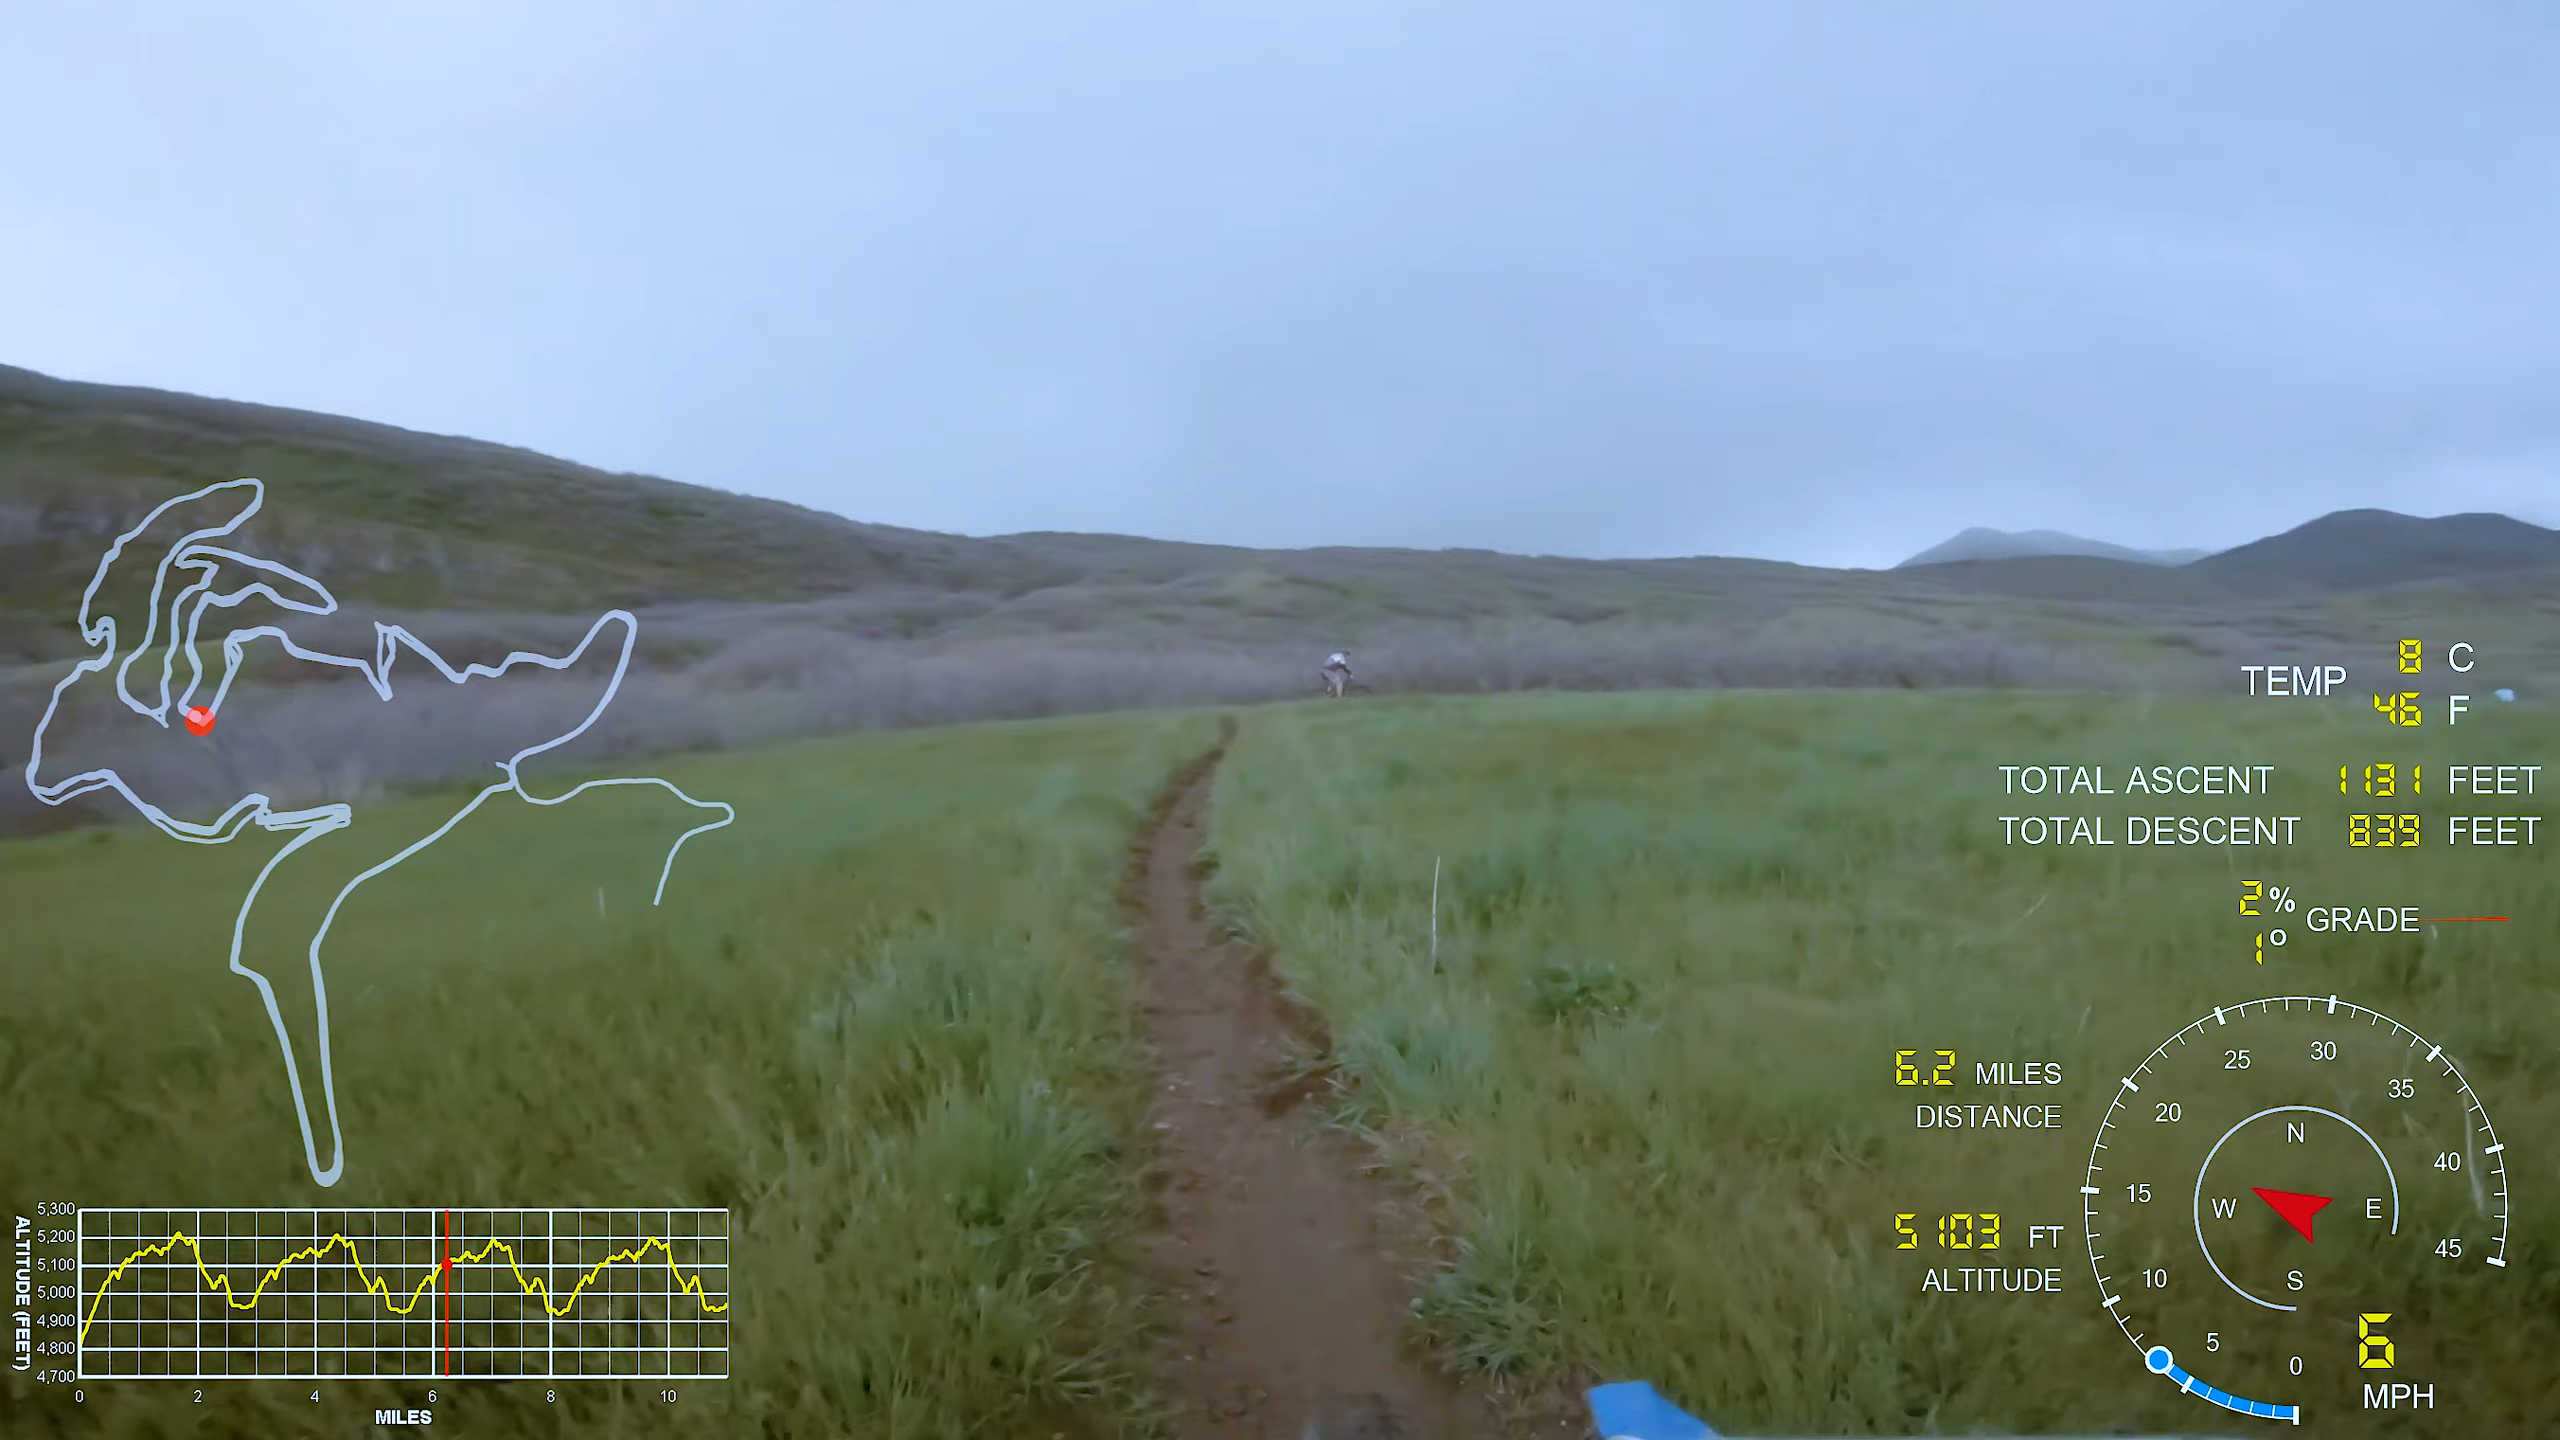 TEMP 8 C
46 F
TOTAL ASCENT 1131 FEET
TOTAL DESCENT 839 FEET
2% GRADE
1°
6.2 MILES
DISTANCE
5103 FT
ALTITUDE
0 5 10 15 20 25 30 35 40 45
N
W E
S
6
MPH
ALTITUDE (FEET)
5,300
5,200
5,100
5,000
4,900
4,800
4,700
0 2 4 6 8 10
MILES